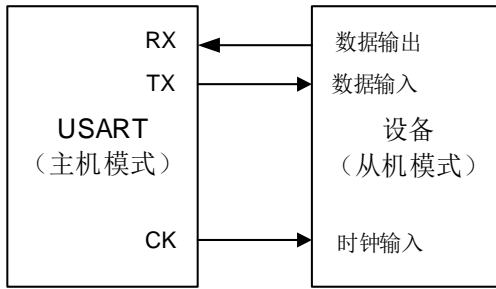 RX 数据输出
TX 数据输入
USART 设备
（主机模式） （从机模式）
CK 时钟输入